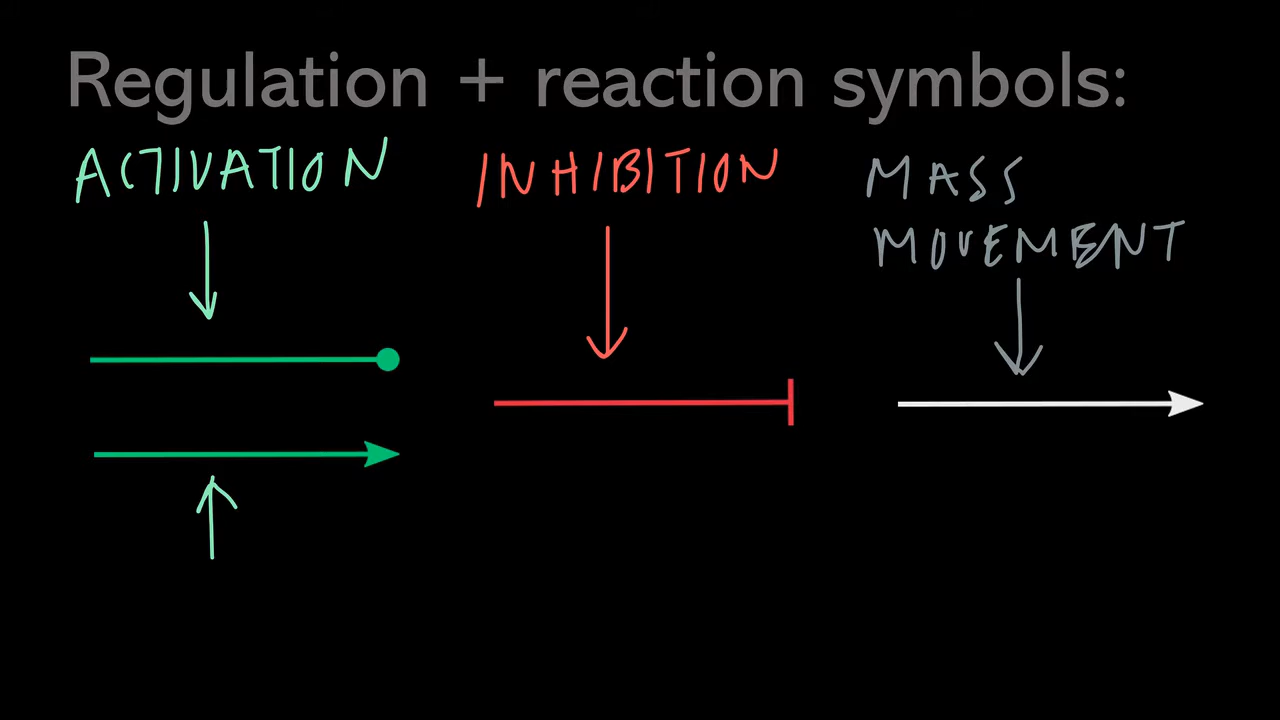 Regulation + reaction symbols:
ACTIVATION
INHIBITION
MASS
MOVEMENT